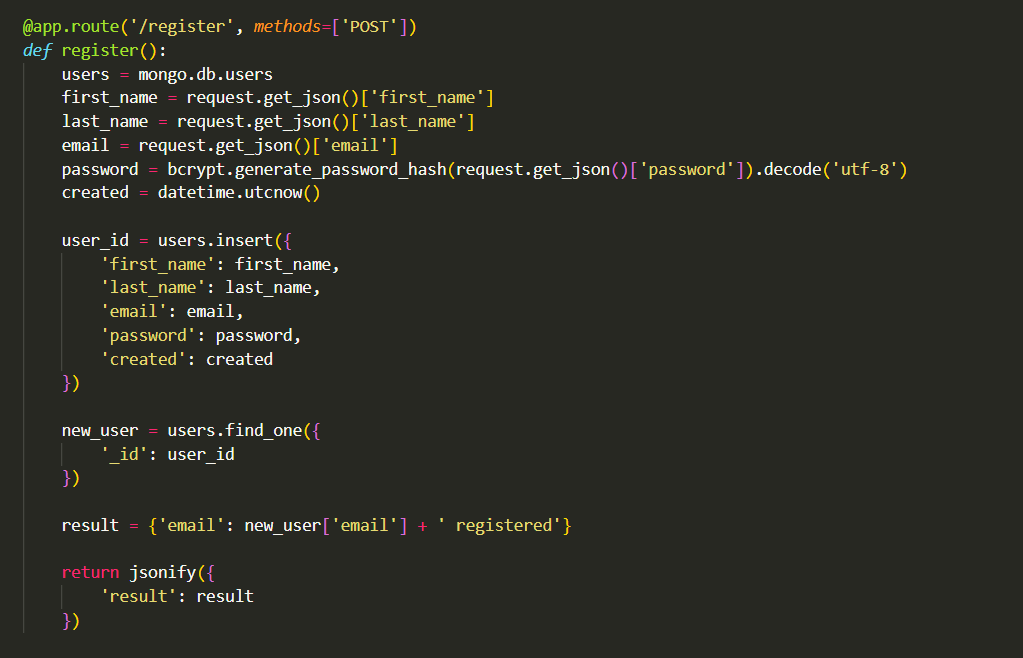 @app.route('/register', methods=['POST'])
def register():
    users = mongo.db.users
    first_name = request.get_json()['first_name']
    last_name = request.get_json()['last_name']
    email = request.get_json()['email']
    password = bcrypt.generate_password_hash(request.get_json()['password']).decode('utf-8')
    created = datetime.utcnow()

    user_id = users.insert({
        'first_name': first_name,
        'last_name': last_name,
        'email': email,
        'password': password,
        'created': created
    })

    new_user = users.find_one({
        '_id': user_id
    })

    result = {'email': new_user['email'] + ' registered'}

    return jsonify({
        'result': result
    })